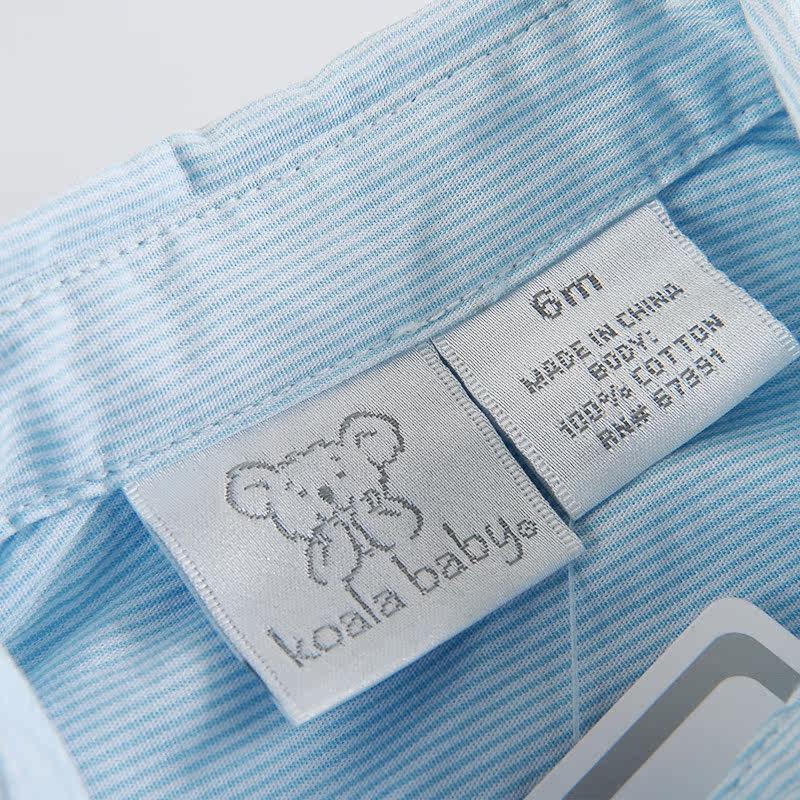 koala baby®
6m
MADE IN CHINA
BODY:
100% COTTON
RN# 67391